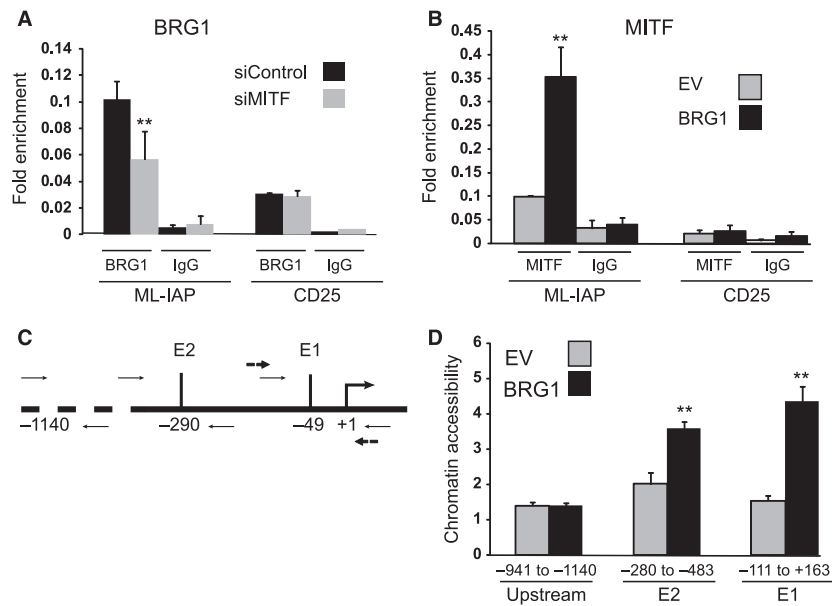 A
BRG1
0.14
0.12
0.1
0.08
0.06
0.04
0.02
0
Fold enrichment
siControl
siMITF
**
BRG1 IgG BRG1 IgG
ML-IAP CD25
B
MITF
0.45
0.4
0.35
0.3
0.25
0.2
0.15
0.1
0.05
0
Fold enrichment
EV
BRG1
**
MITF IgG MITF IgG
ML-IAP CD25
C
E2 E1
–1140 –290 –49 +1
D
6
5
4
3
2
1
0
Chromatin accessibility
EV
BRG1
**
**
–941 to –1140 –280 to –483 –111 to +163
Upstream E2 E1